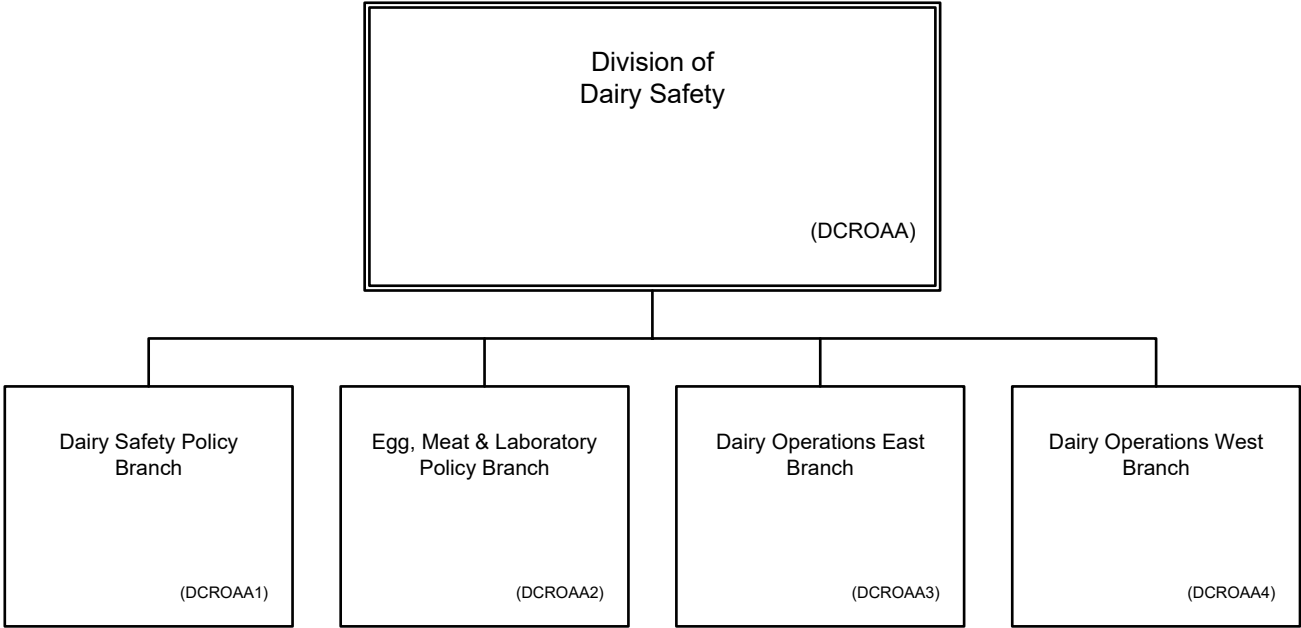 Division of
Dairy Safety
(DCROAA)
Dairy Safety Policy
Branch
(DCROAA1)
Egg, Meat & Laboratory
Policy Branch
(DCROAA2)
Dairy Operations East
Branch
(DCROAA3)
Dairy Operations West
Branch
(DCROAA4)